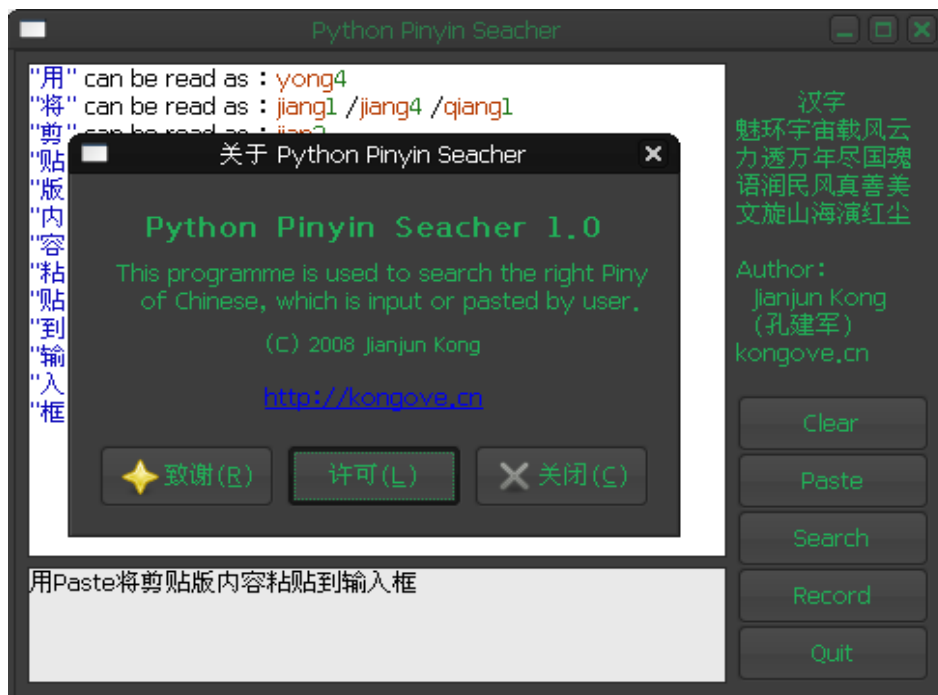 Python Pinyin Seacher
"用" can be read as : yong4
"将" can be read as : jiang1 /jiang4 /qiang1
"剪" can be read as : jian2
"贴
"版
"内
"容
"粘
"贴
"到
"输
"入
"框
关于 Python Pinyin Seacher
Python Pinyin Seacher 1.0
This programme is used to search the right Piny
of Chinese, which is input or pasted by user.
(C) 2008 Jianjun Kong
http://kongove.cn
致谢(R)
许可(L)
关闭(C)
用Paste将剪贴版内容粘贴到输入框
汉字
魅环宇宙载风云
力透万年尽国魂
语润民风真善美
文旋山海演红尘
Author:
Jianjun Kong
(孔建军)
kongove.cn
Clear
Paste
Search
Record
Quit